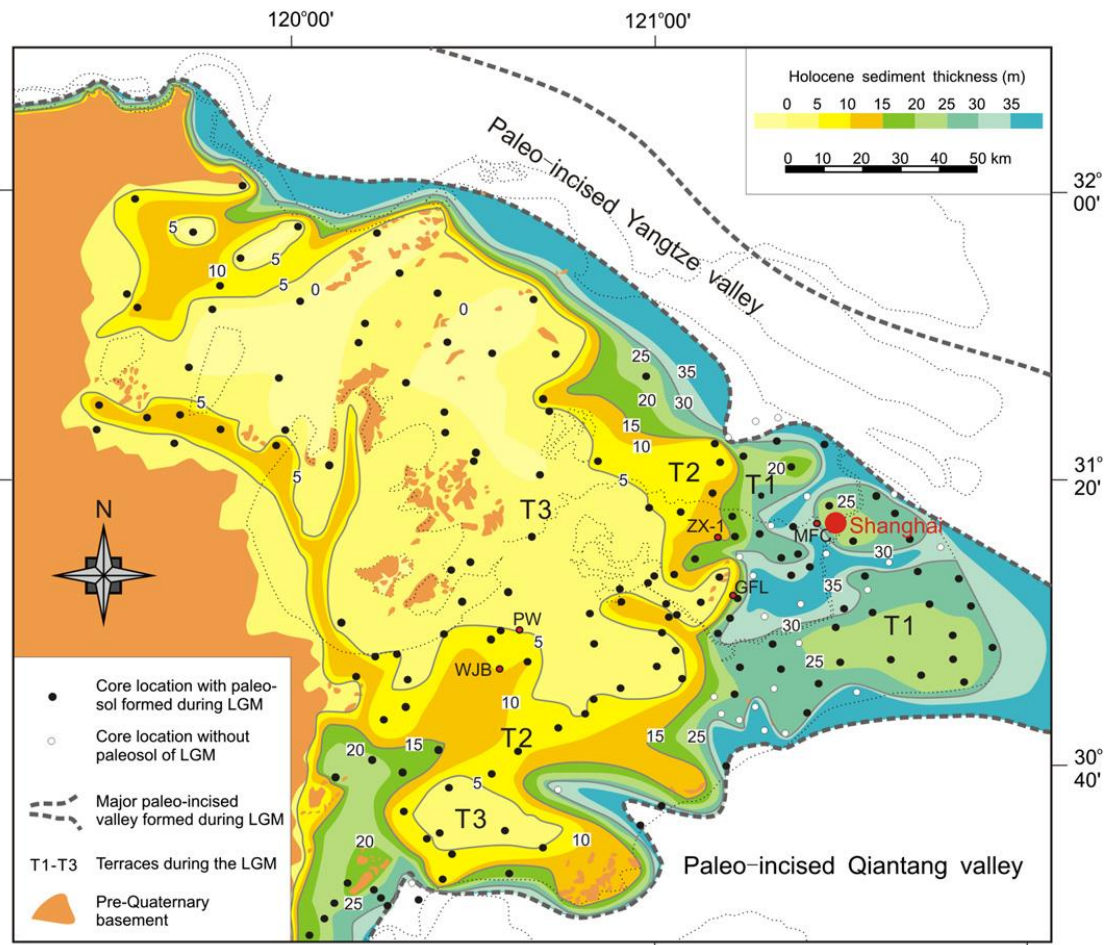 120°00'
121°00'
Holocene sediment thickness (m)
0 5 10 15 20 25 30 35
0 10 20 30 40 50 km
Paleo-incised Yangtze valley
32°
00'
5
5
10
5
0
0
25
35
20
30
15
10
5
5
5
T2
T1
20
T3
31°
20'
N
25
ZX-1
MFC
Shanghai
30
GFL
35
PW
5
30
T1
WJB
25
10
T2
15
25
15
20
5
T3
10
20
25
30°
40'
Paleo-incised Qiantang valley
Core location with paleo-
sol formed during LGM
Core location without
paleosol of LGM
Major paleo-incised
valley formed during LGM
T1-T3 Terraces during the LGM
Pre-Quaternary
basement